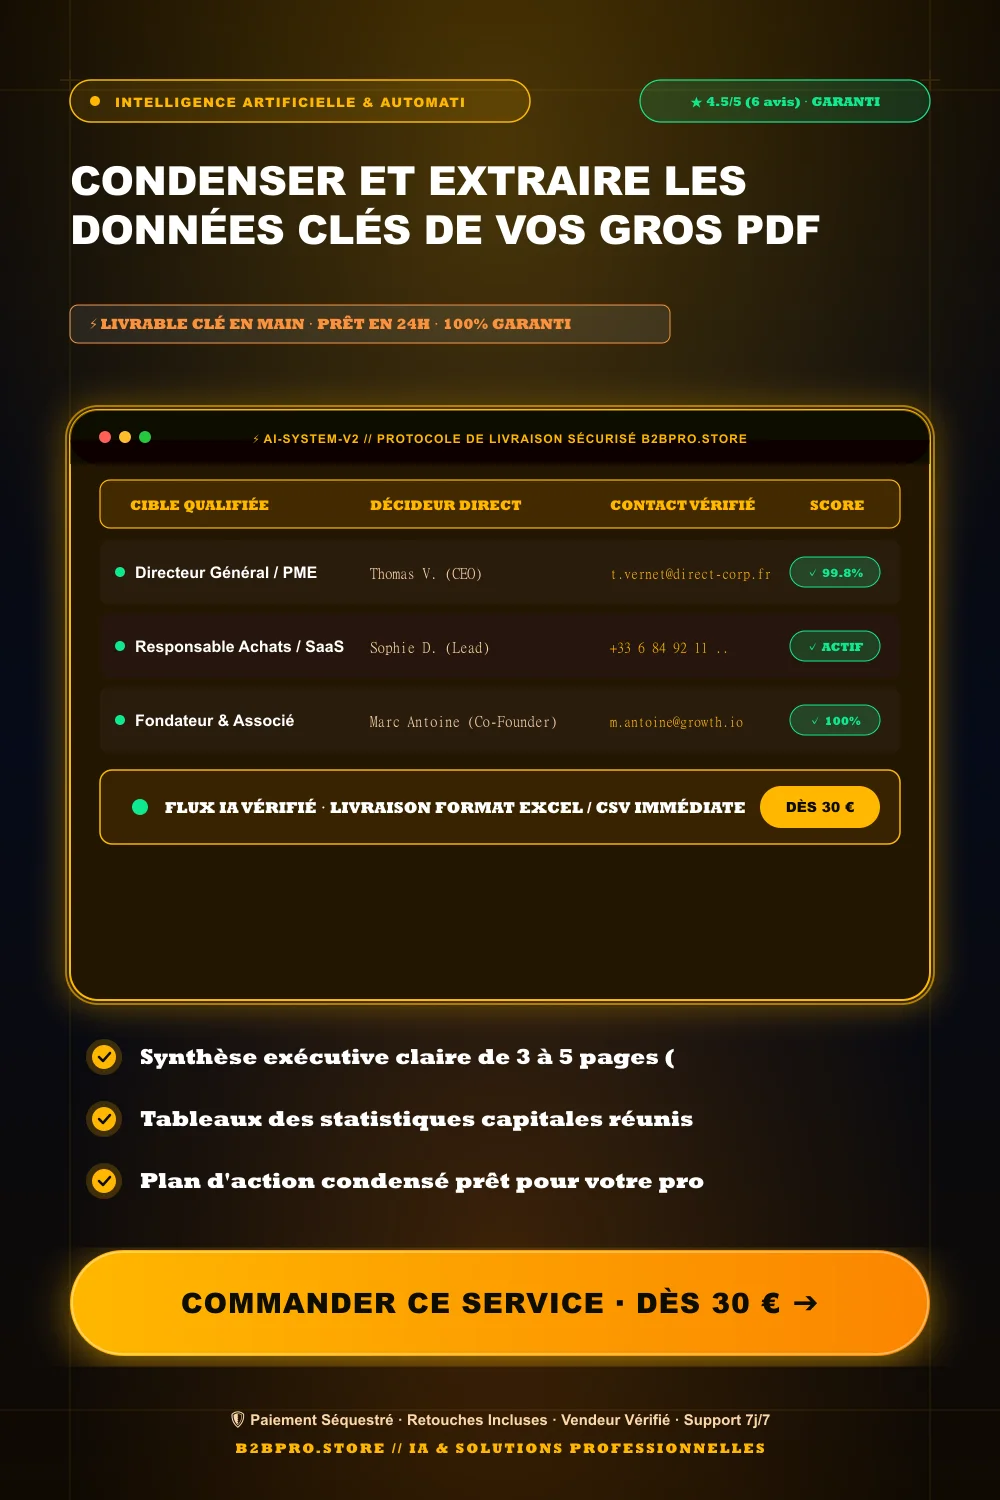 INTELLIGENCE ARTIFICIELLE & AUTOMATI
★ 4.5/5 (6 avis) · GARANTI
CONDENSER ET EXTRAIRE LES
DONNÉES CLÉS DE VOS GROS PDF
⚡ LIVRABLE CLÉ EN MAIN · PRÊT EN 24H · 100% GARANTI
⚡ AI-SYSTEM-V2 // PROTOCOLE DE LIVRAISON SÉCURISÉ B2BPRO.STORE
CIBLE QUALIFIÉE DÉCIDEUR DIRECT CONTACT VÉRIFIÉ SCORE
Directeur Général / PME Thomas V. (CEO) t.vernet@direct-corp.fr ✓ 99.8%
Responsable Achats / SaaS Sophie D. (Lead) +33 6 84 92 11 .. ✓ ACTIF
Fondateur & Associé Marc Antoine (Co-Founder) m.antoine@growth.io ✓ 100%
FLUX IA VÉRIFIÉ · LIVRAISON FORMAT EXCEL / CSV IMMÉDIATE DÈS 30 €
Synthèse exécutive claire de 3 à 5 pages (
Tableaux des statistiques capitales réunis
Plan d'action condensé prêt pour votre pro
COMMANDER CE SERVICE · DÈS 30 € →
🛡 Paiement Séquestré · Retouches Incluses · Vendeur Vérifié · Support 7j/7
B2BPRO.STORE // IA & SOLUTIONS PROFESSIONNELLES